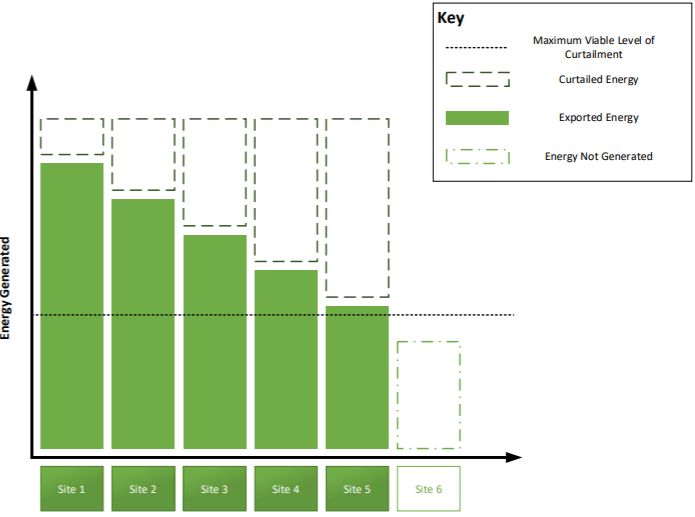 Key
Maximum Viable Level of
Curtailment
Curtailed Energy
Exported Energy
Energy Not Generated
Energy Generated
Site 1
Site 2
Site 3
Site 4
Site 5
Site 6